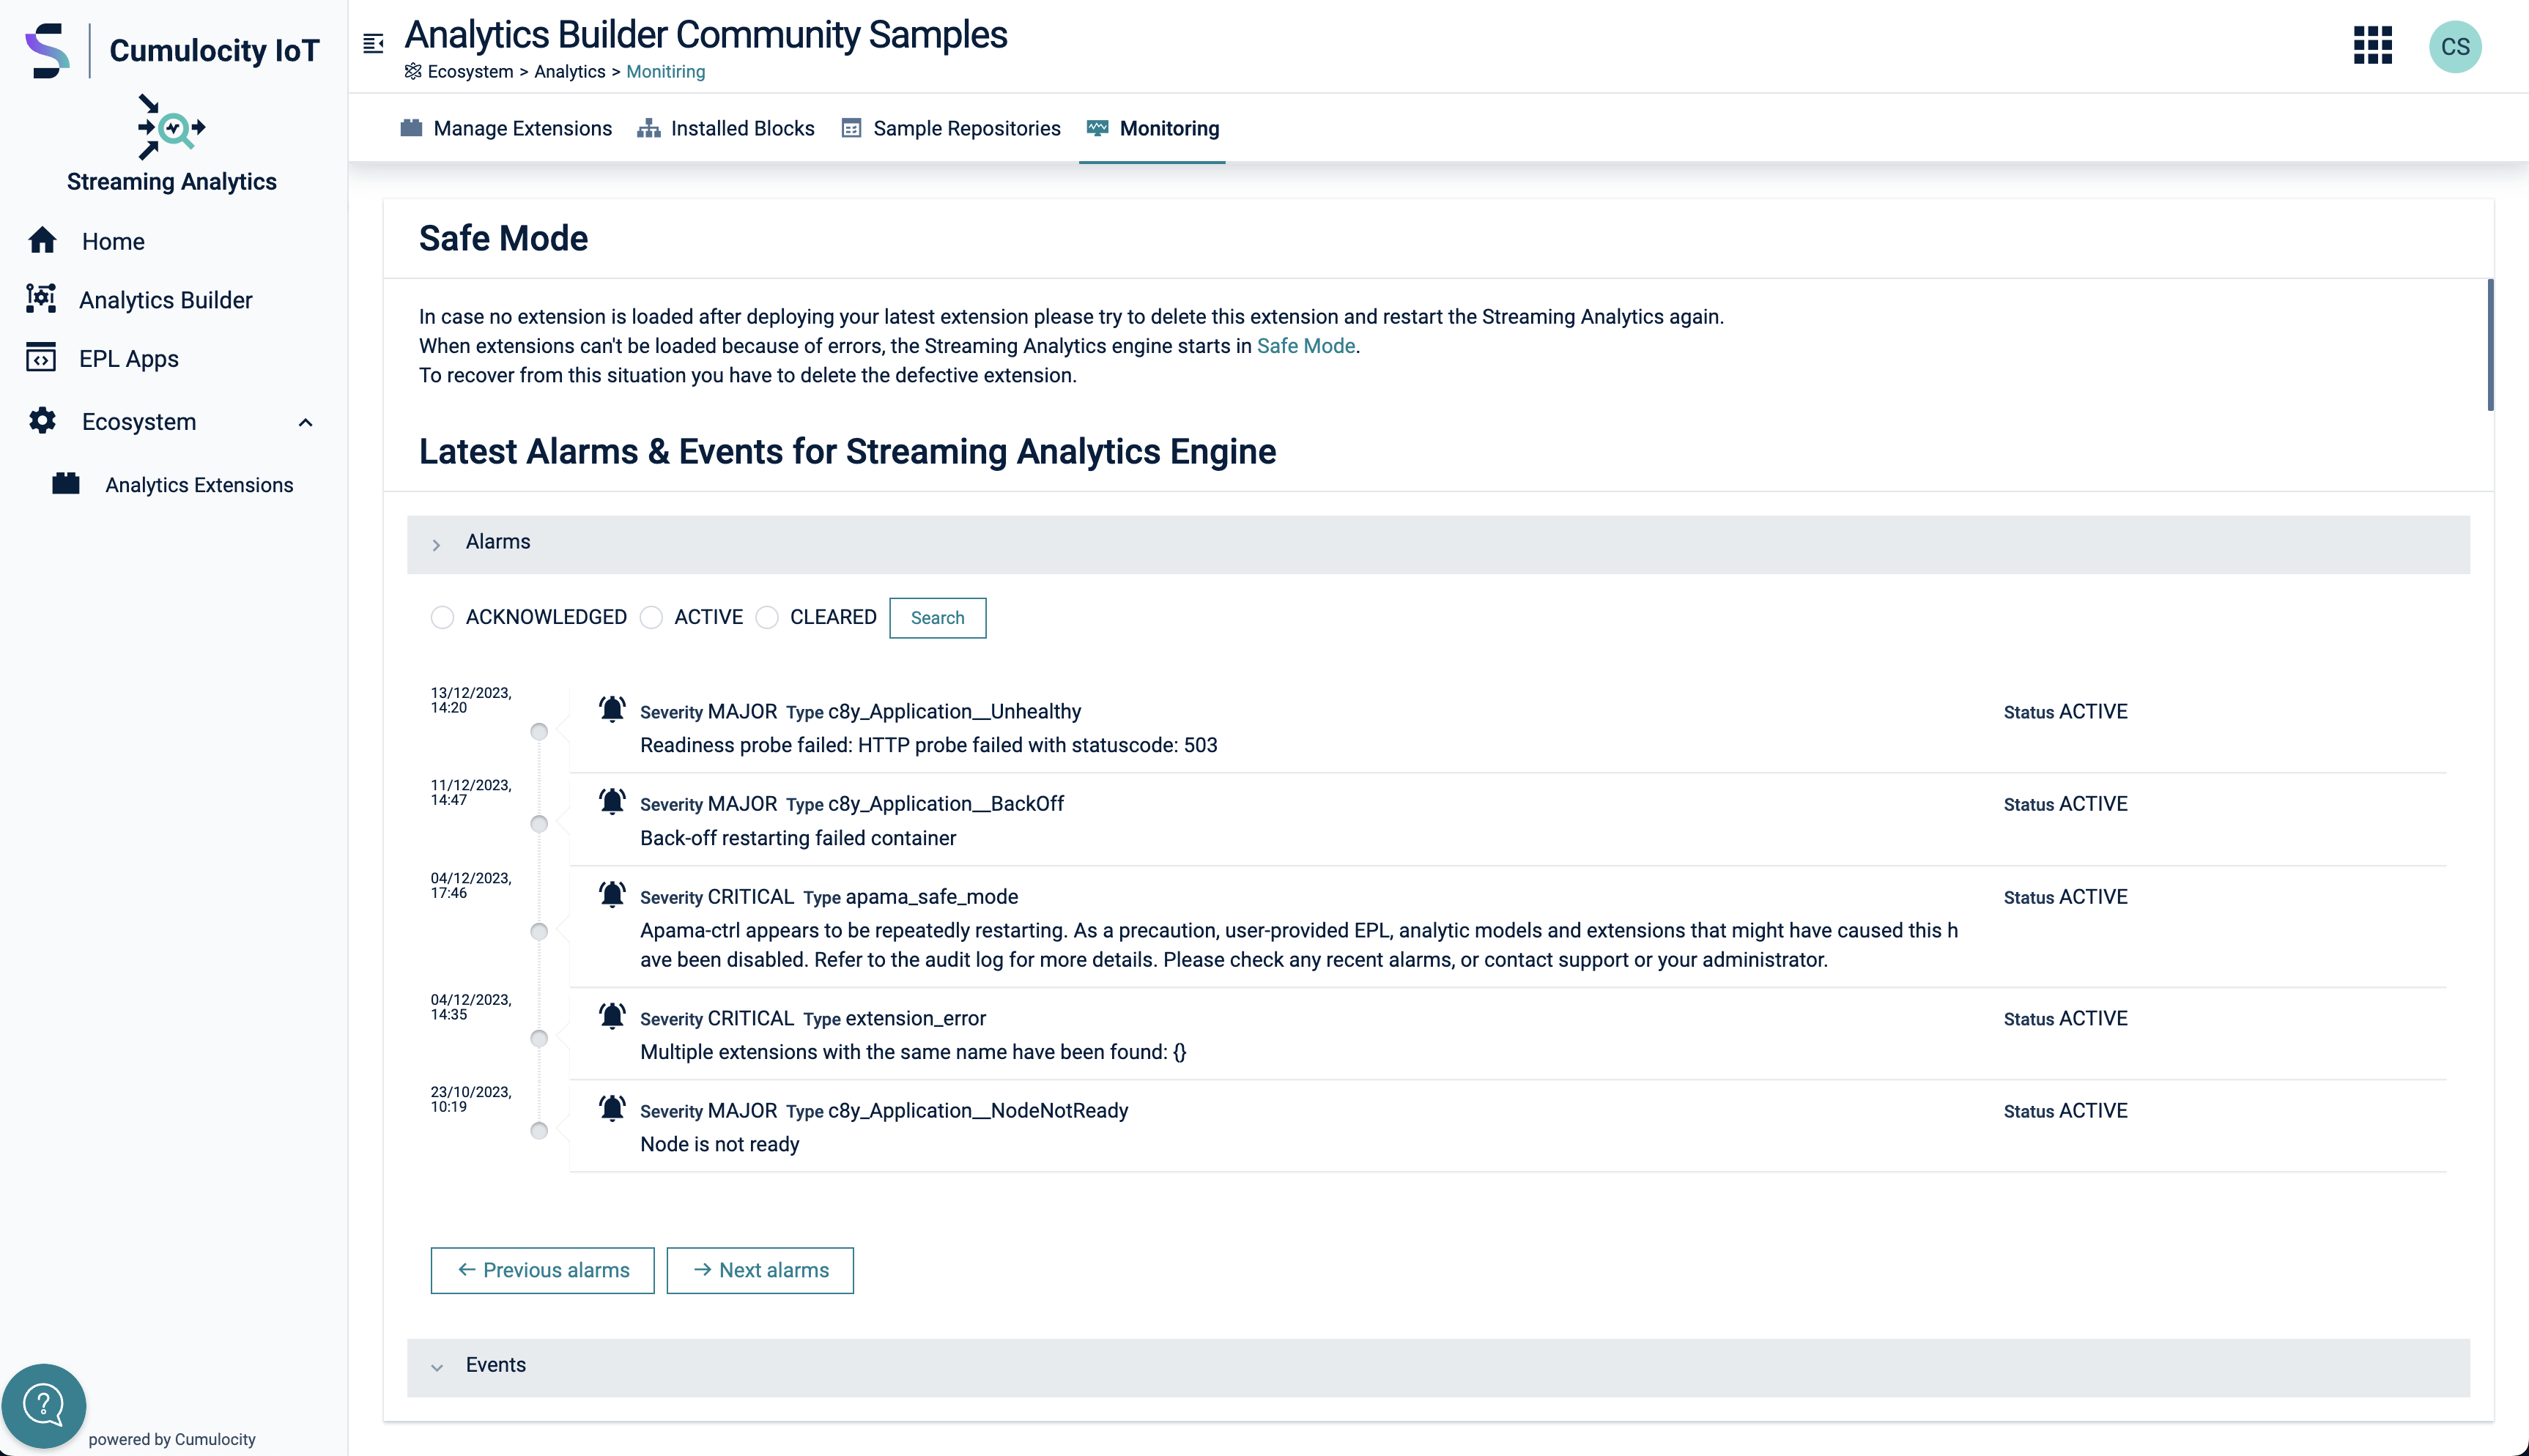 Cumulocity IoT
Streaming Analytics
Home
Analytics Builder
EPL Apps
Ecosystem
Analytics Extensions
powered by Cumulocity
Analytics Builder Community Samples
Ecosystem > Analytics > Monitiring
CS
Manage Extensions
Installed Blocks
Sample Repositories
Monitoring
Safe Mode
In case no extension is loaded after deploying your latest extension please try to delete this extension and restart the Streaming Analytics again.
When extensions can't be loaded because of errors, the Streaming Analytics engine starts in Safe Mode.
To recover from this situation you have to delete the defective extension.
Latest Alarms & Events for Streaming Analytics Engine
Alarms
ACKNOWLEDGED ACTIVE CLEARED Search
13/12/2023,
14:20
Severity MAJOR Type c8y_Application__Unhealthy
Readiness probe failed: HTTP probe failed with statuscode: 503
Status ACTIVE
11/12/2023,
14:47
Severity MAJOR Type c8y_Application__BackOff
Back-off restarting failed container
Status ACTIVE
04/12/2023,
17:46
Severity CRITICAL Type apama_safe_mode
Apama-ctrl appears to be repeatedly restarting. As a precaution, user-provided EPL, analytic models and extensions that might have caused this h
ave been disabled. Refer to the audit log for more details. Please check any recent alarms, or contact support or your administrator.
Status ACTIVE
04/12/2023,
14:35
Severity CRITICAL Type extension_error
Multiple extensions with the same name have been found: {}
Status ACTIVE
23/10/2023,
10:19
Severity MAJOR Type c8y_Application__NodeNotReady
Node is not ready
Status ACTIVE
← Previous alarms
→ Next alarms
Events
?